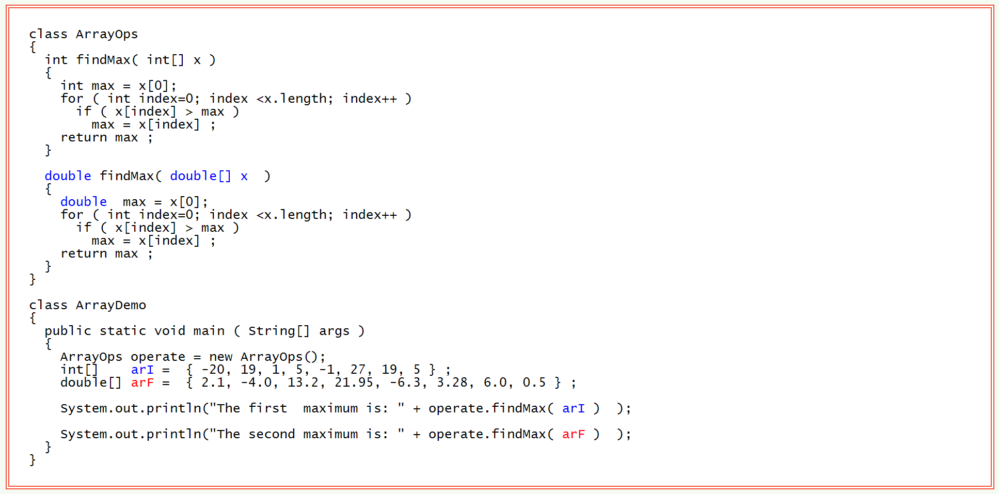 class ArrayOps
{
  int findMax( int[] x )
  {
    int max = x[0];
    for ( int index=0; index <x.length; index++ )
      if ( x[index] > max )
        max = x[index] ;
    return max ;
  }

  double findMax( double[] x  )
  {
    double  max = x[0];
    for ( int index=0; index <x.length; index++ )
      if ( x[index] > max )
        max = x[index] ;
    return max ;
  }
}

class ArrayDemo
{
  public static void main ( String[] args )
  {
    ArrayOps operate = new ArrayOps();
    int[]    arI =  { -20, 19, 1, 5, -1, 27, 19, 5 } ;
    double[] arF =  { 2.1, -4.0, 13.2, 21.95, -6.3, 3.28, 6.0, 0.5 } ;

    System.out.println("The first  maximum is: " + operate.findMax( arI )  );

    System.out.println("The second maximum is: " + operate.findMax( arF )  );
  }
}